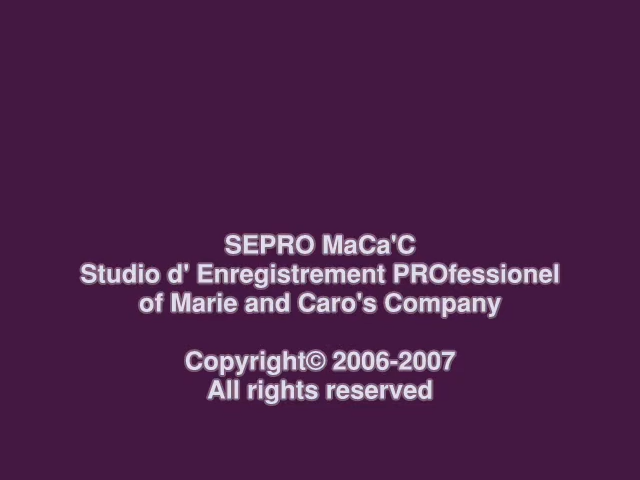 SEPRO MaCa'C
Studio d' Enregistrement PROfessionel
of Marie and Caro's Company
Copyright© 2006-2007
All rights reserved